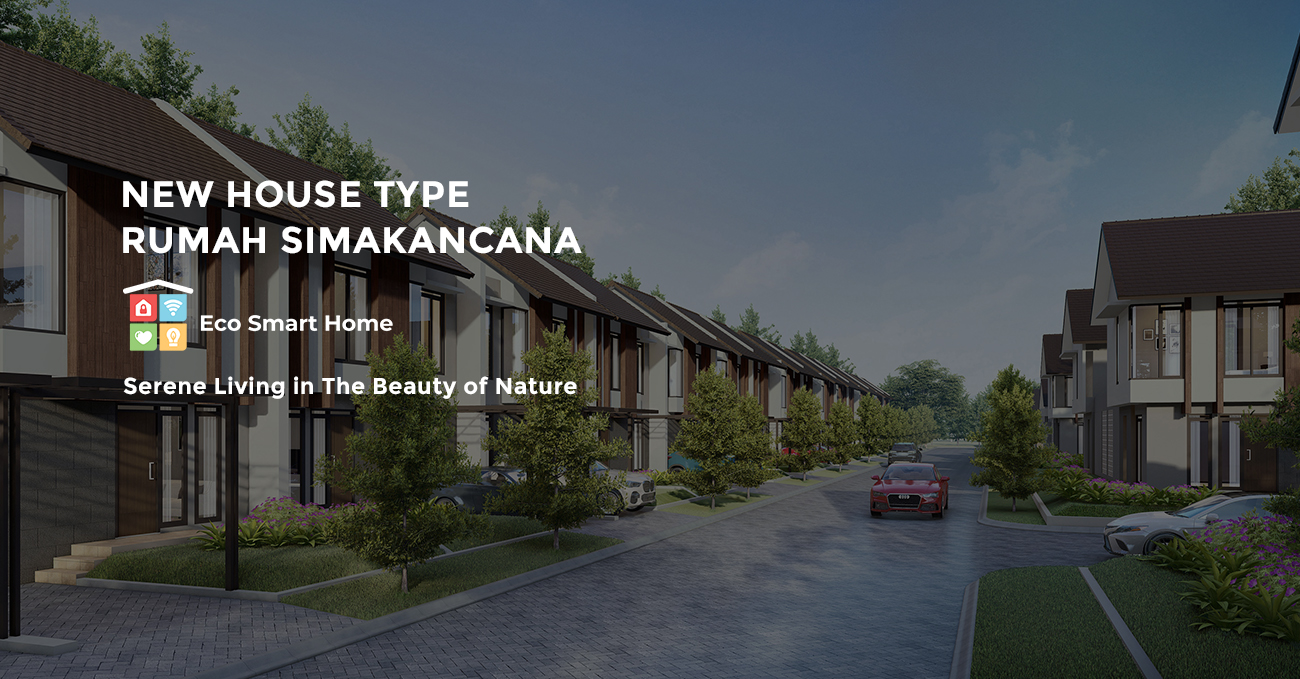 NEW HOUSE TYPE
RUMAH SIMAKANCANA
Eco Smart Home
Serene Living in The Beauty of Nature